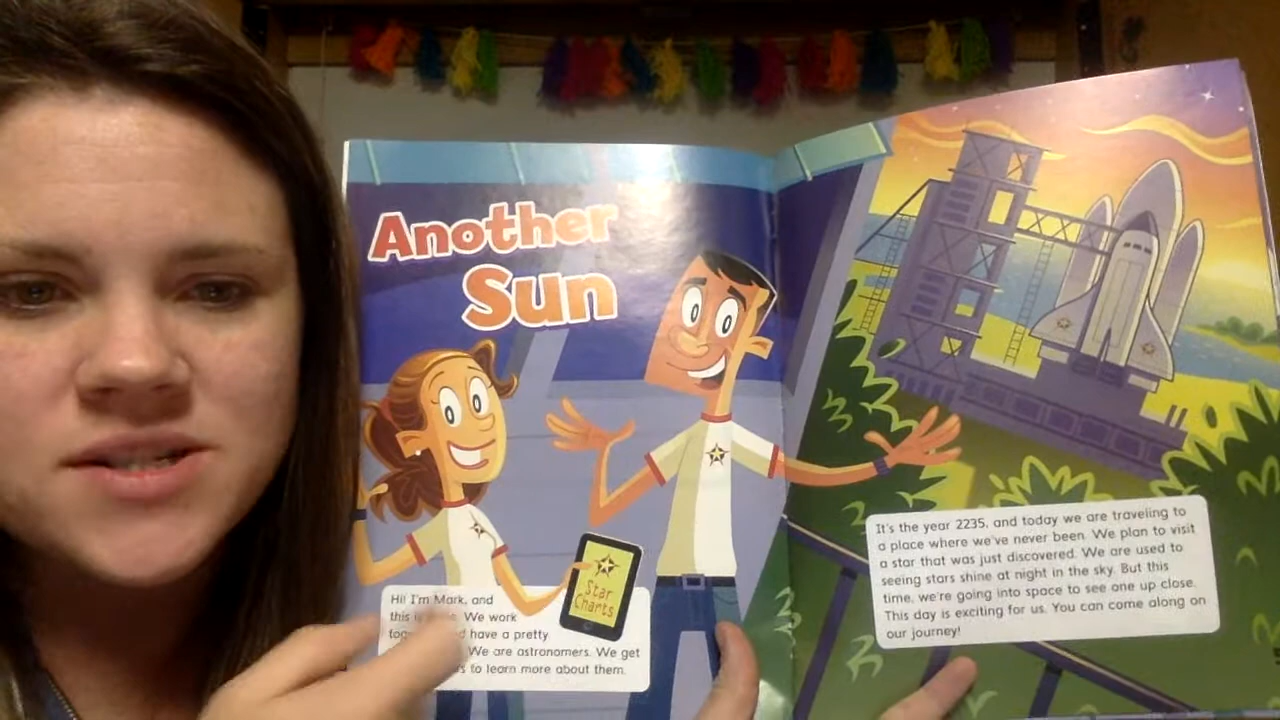 Another
Sun
Star
Charts
Hi! I'm Mark, and
this We work
have a pretty
We are astronomers. We get
to learn more about them.
It's the year 2235, and today we are traveling to
a place where we've never been. We plan to visit
a star that was just discovered. We are used to
seeing stars shine at night in the sky. But this
time, we're going into space to see one up close.
This day is exciting for us. You can come along on
our journey!